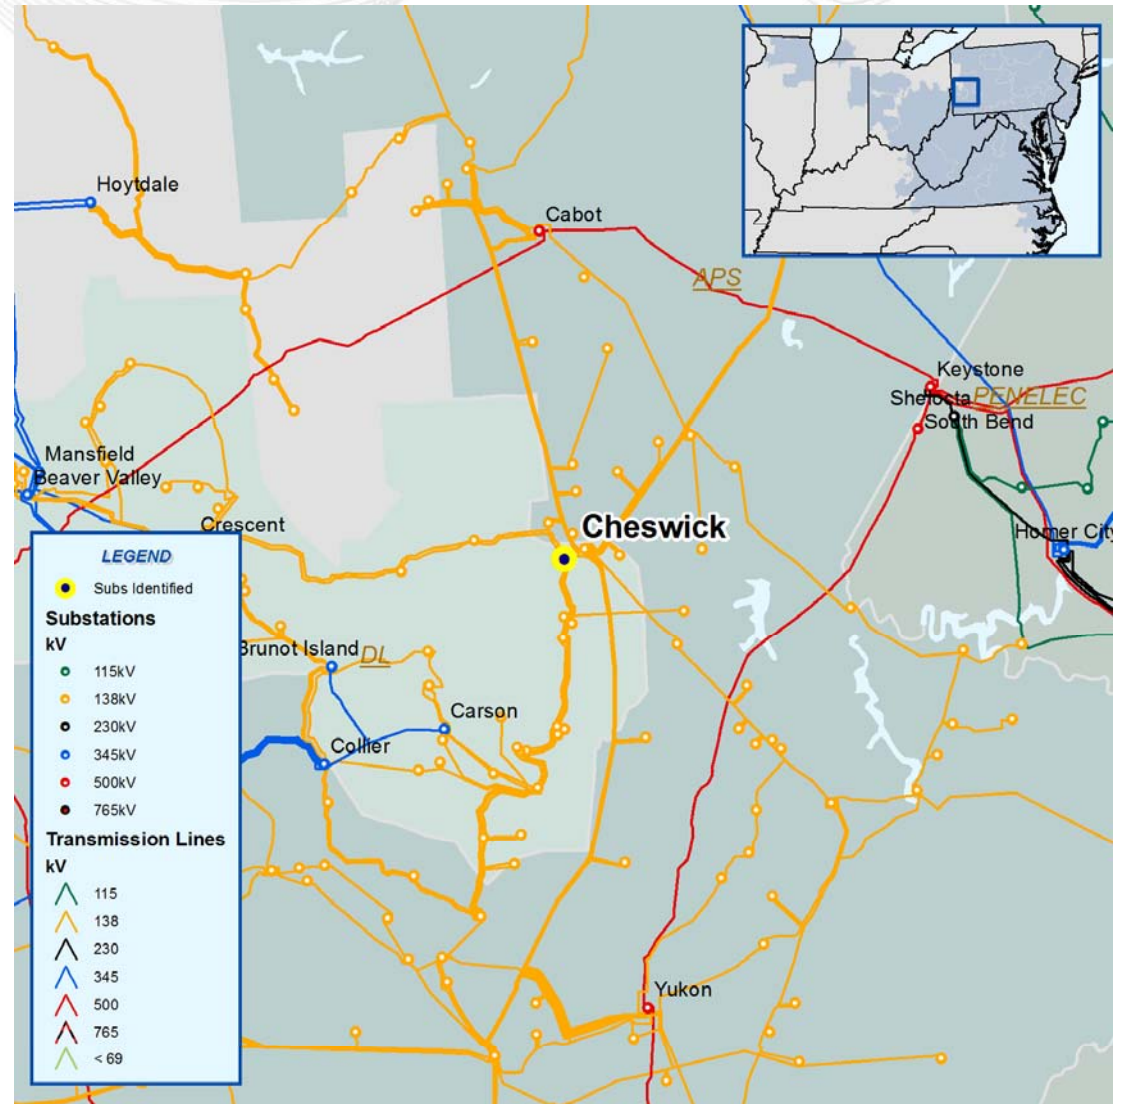 Hoytdale
Cabot
APS
Keystone
Shelocta
PENELEC
South Bend
Mansfield
Beaver Valley
Crescent
Cheswick
Homer City
Brunot Island
DL
Carson
Collier
Yukon
LEGEND
Subs Identified
Substations
kV
115kV
138kV
230kV
345kV
500kV
765kV
Transmission Lines
kV
115
138
230
345
500
765
< 69